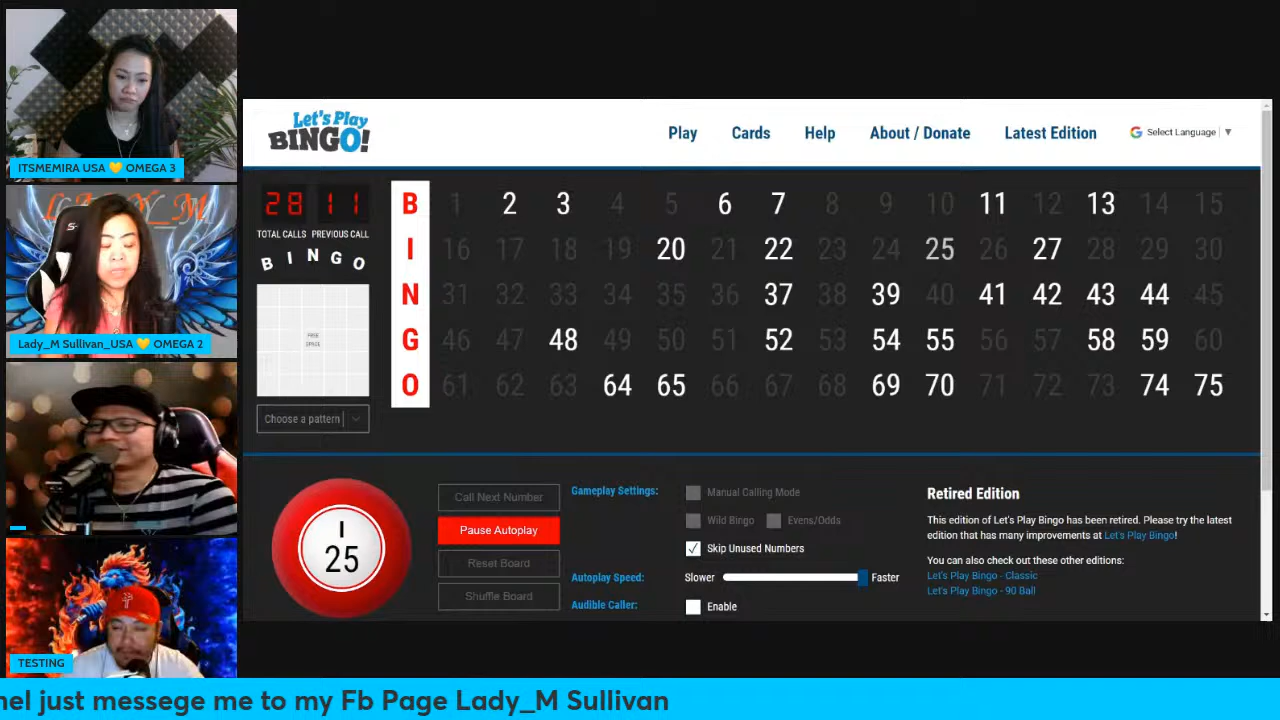 ITSMEMIRA USA 💛 OMEGA 3
LADY_M
Lady_M Sullivan_USA 💛 OMEGA 2
TESTING
Let's Play
BINGO!
Play Cards Help About / Donate Latest Edition Select Language ▼
28 11
TOTAL CALLS PREVIOUS CALL
B I N G O
FREE
SPACE
Choose a pattern
B 1 2 3 4 5 6 7 8 9 10 11 12 13 14 15
I 16 17 18 19 20 21 22 23 24 25 26 27 28 29 30
N 31 32 33 34 35 36 37 38 39 40 41 42 43 44 45
G 46 47 48 49 50 51 52 53 54 55 56 57 58 59 60
O 61 62 63 64 65 66 67 68 69 70 71 72 73 74 75
I
25
Call Next Number
Pause Autoplay
Reset Board
Shuffle Board
Gameplay Settings:
Manual Calling Mode
Wild Bingo Evens/Odds
Skip Unused Numbers
Autoplay Speed: Slower Faster
Audible Caller: Enable
Retired Edition
This edition of Let's Play Bingo has been retired. Please try the latest
edition that has many improvements at Let's Play Bingo!
You can also check out these other editions:
Let's Play Bingo - Classic
Let's Play Bingo - 90 Ball
nel just messege me to my Fb Page Lady_M Sullivan